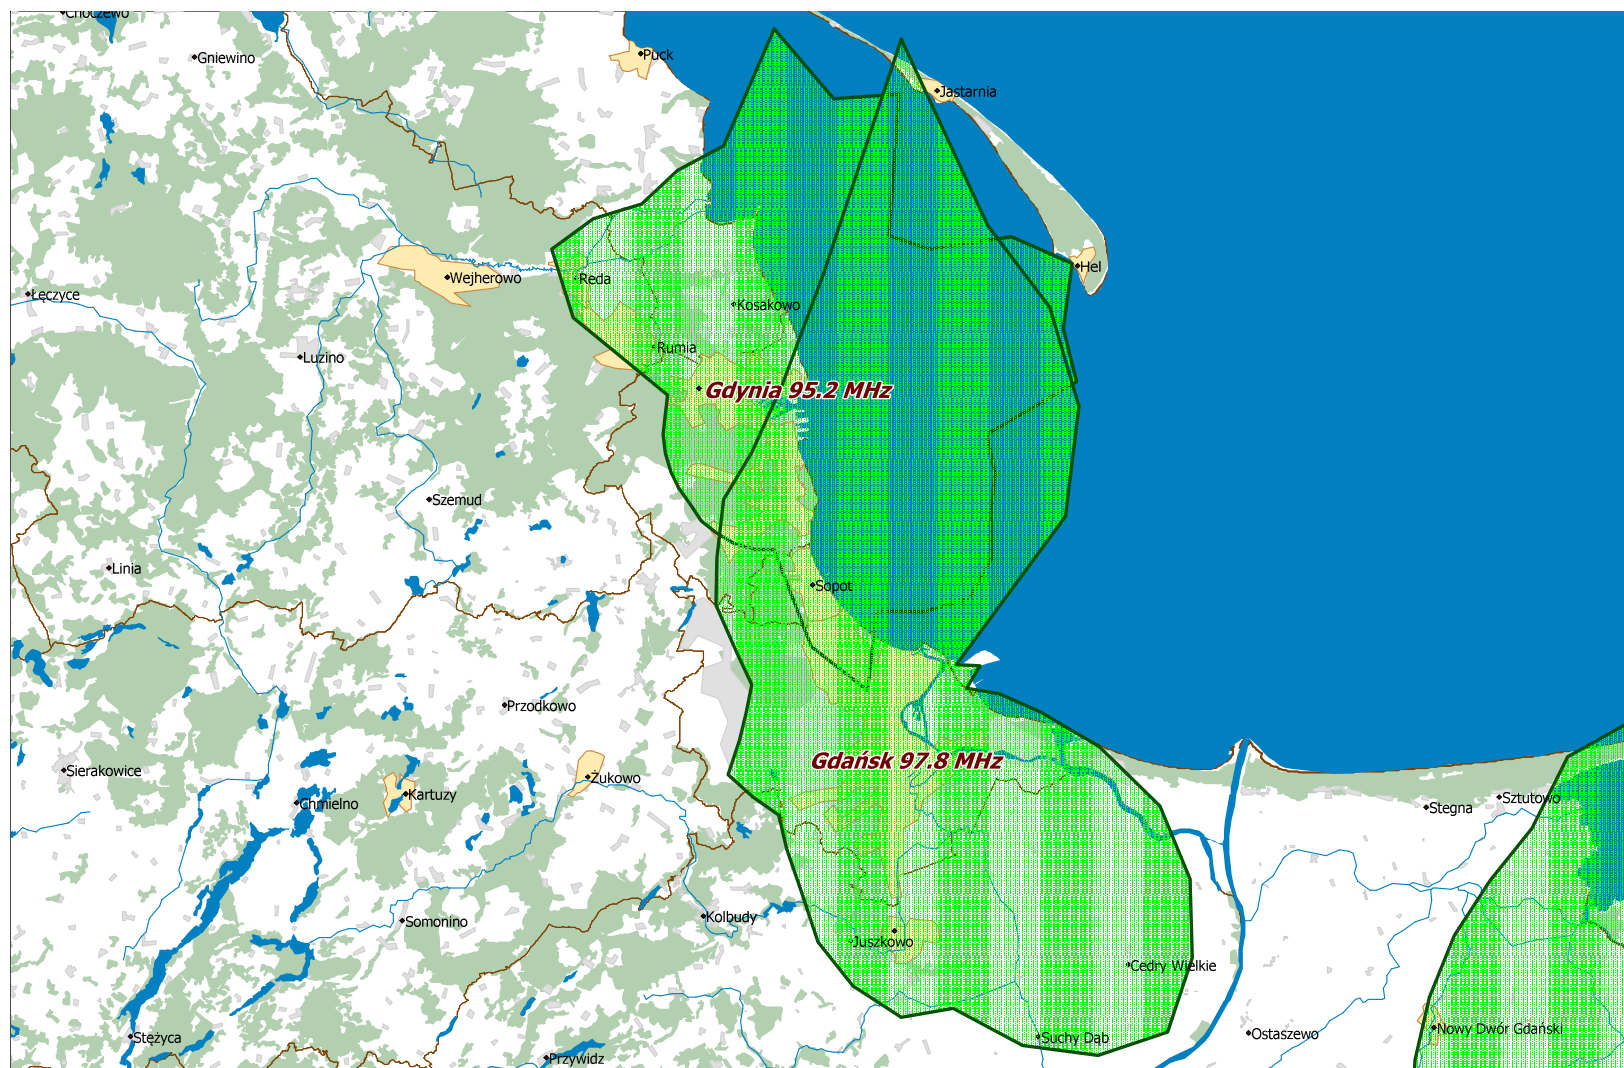 Choczewo
Gniewino
Puck
Jastarnia
Hel
Wejherowo
Reda
Łęczyce
Kosakowo
Rumia
Luzino
Gdynia 95.2 MHz
Szemud
Linia
Sopot
Przodkowo
Gdańsk 97.8 MHz
Sierakowice
Żukowo
Kartuzy
Chmielno
Sztutowo
Stegna
Kolbudy
Somonino
Juszkowo
Cedry Wielkie
Nowy Dwór Gdański
Ostaszewo
Stężyca
Suchy Dąb
Przywidz